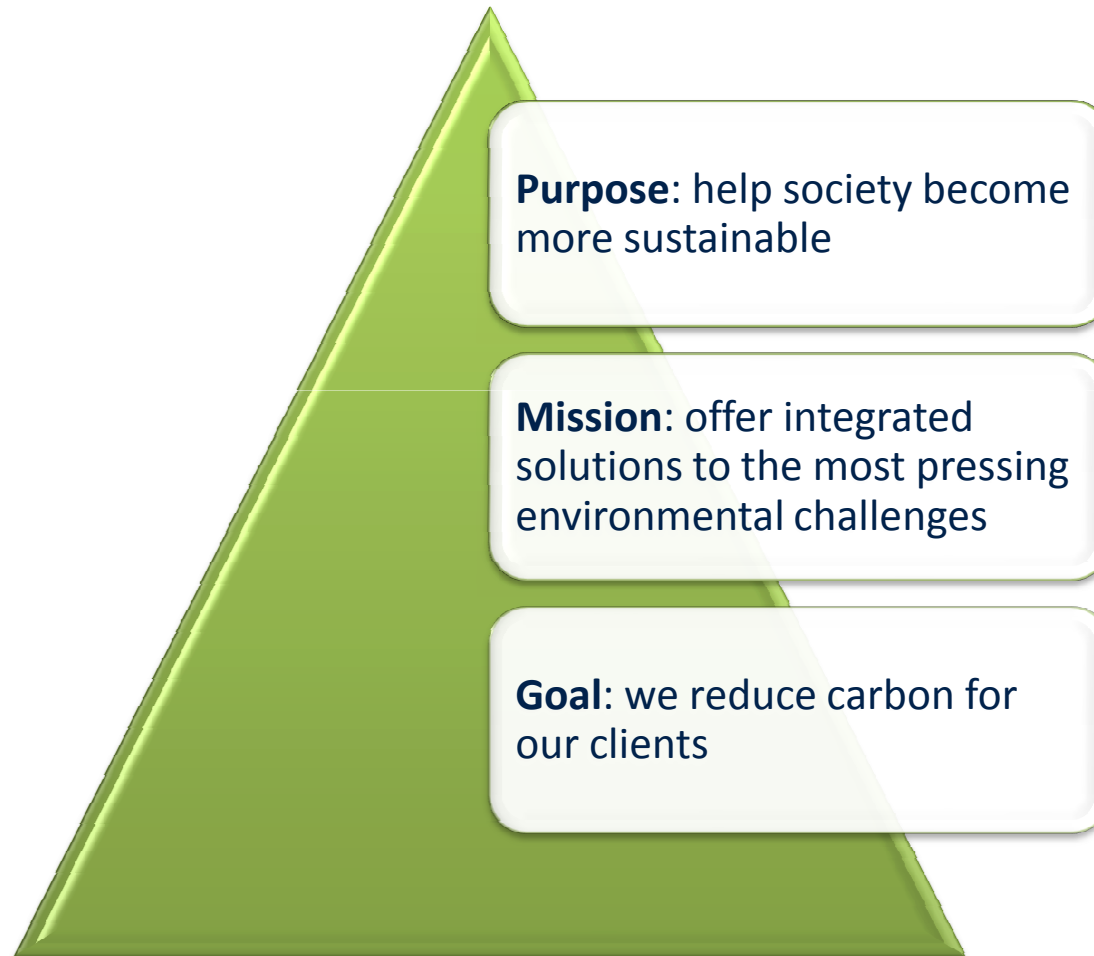 Purpose: help society become
more sustainable
Mission: offer integrated
solutions to the most pressing
environmental challenges
Goal: we reduce carbon for
our clients